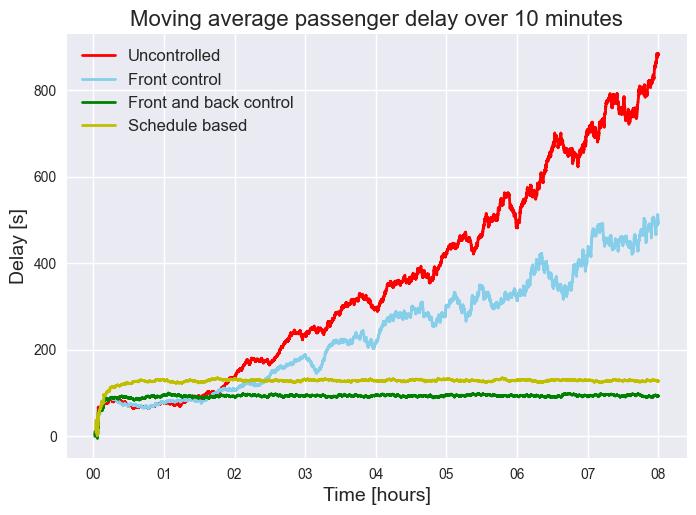 Moving average passenger delay over 10 minutes
Uncontrolled
Front control
Front and back control
Schedule based
Delay [s]
800
600
400
200
0
00 01 02 03 04 05 06 07 08
Time [hours]